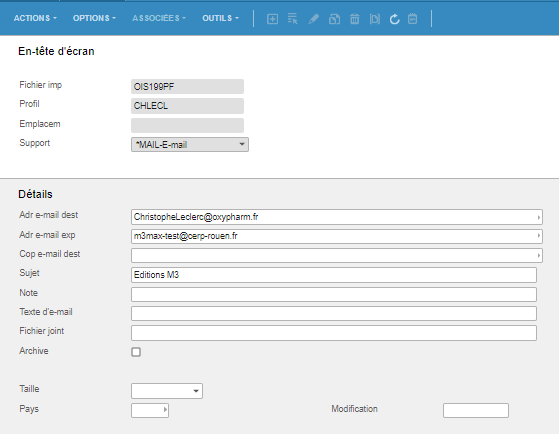 ACTIONS OPTIONS ASSOCIÉES OUTILS
En-tête d'écran
Fichier imp OIS199PF
Profil CHLECL
Emplacem
Support *MAIL-E-mail
Détails
Adr e-mail dest ChristopheLeclerc@oxypharm.fr
Adr e-mail exp m3max-test@cerp-rouen.fr
Cop e-mail dest
Sujet Editions M3
Note
Texte d'e-mail
Fichier joint
Archive
Taille
Pays Modification